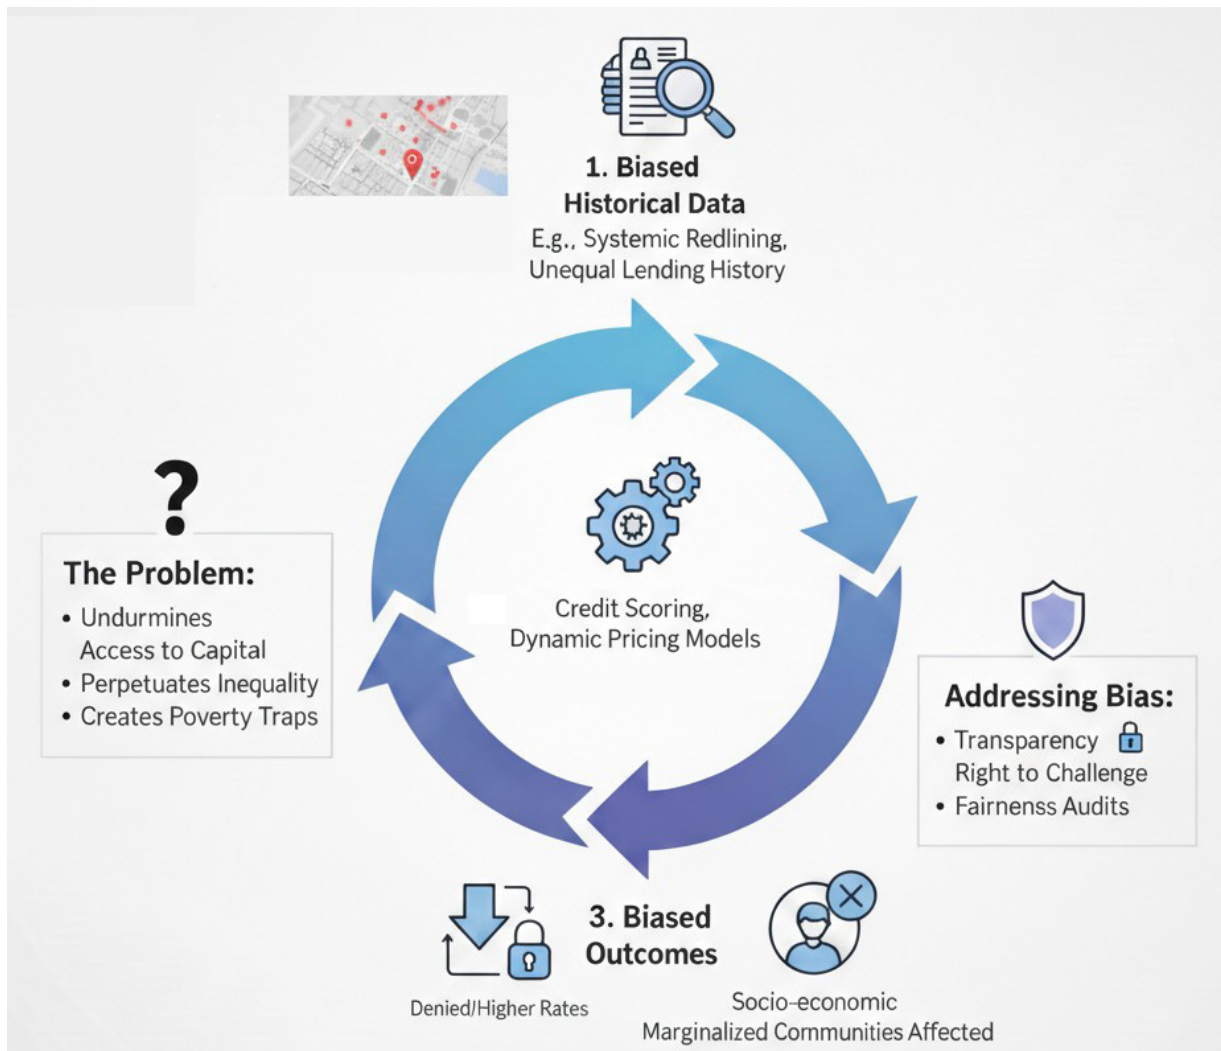 1. Biased
Historical Data
E.g., Systemic Redlining,
Unequal Lending History
Credit Scoring,
Dynamic Pricing Models
?
The Problem:
• Undurmines
Access to Capital
• Perpetuates Inequality
• Creates Poverty Traps
Addressing Bias:
• Transparency
Right to Challenge
• Fairnenss Audits
3. Biased
Outcomes
Denied/Higher Rates
Socio-economic
Marginalized Communities Affected